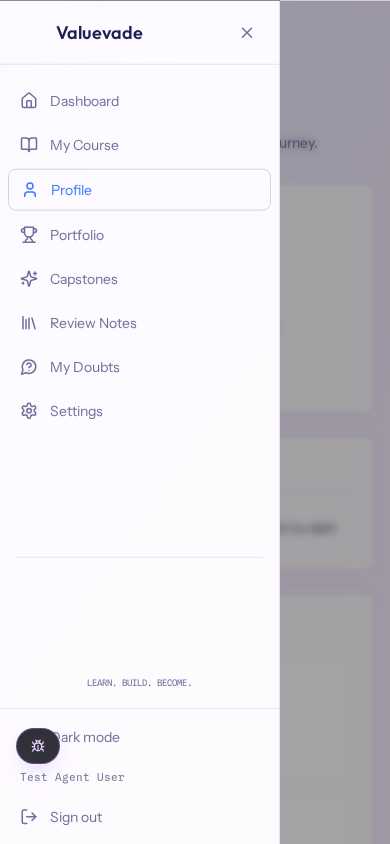 Valuevade
Dashboard
My Course
Profile
Portfolio
Capstones
Review Notes
My Doubts
Settings
LEARN. BUILD. BECOME.
Dark mode
Test Agent User
Sign out